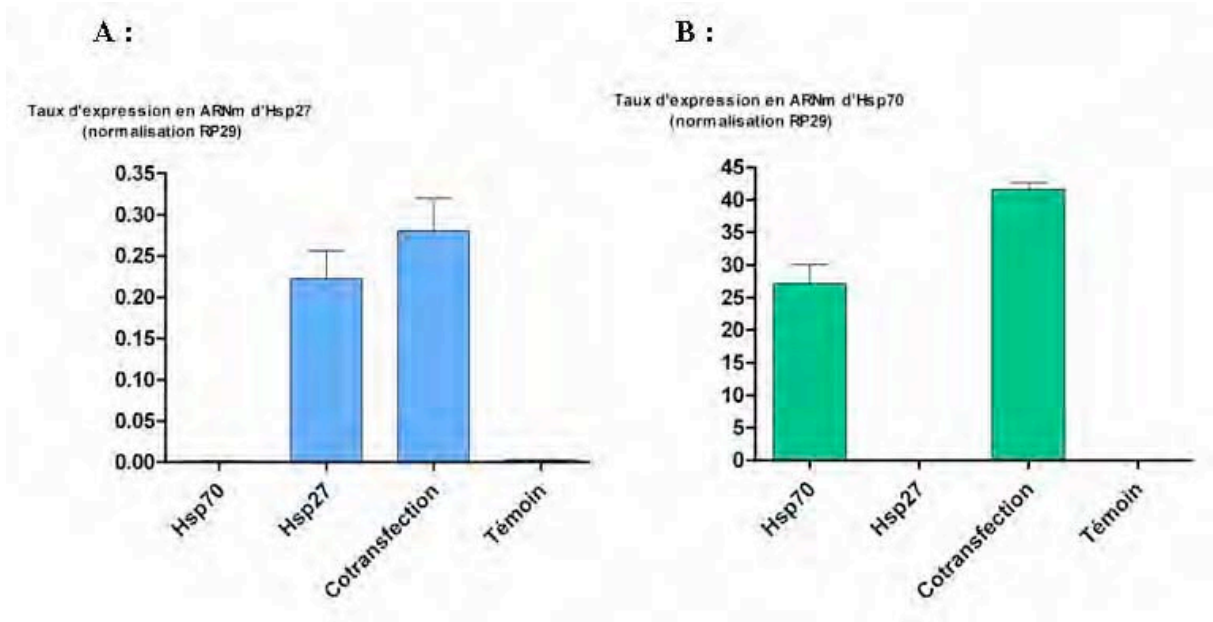 A :
Taux d'expression en ARNm d'Hsp27
(normalisation RP29)
0.35
0.30
0.25
0.20
0.15
0.10
0.05
0.00
Hsp70
Hsp27
Cotransfection
Témoin
B :
Taux d'expression en ARNm d'Hsp70
(normalisation RP29)
45
40
35
30
25
20
15
10
5
0
Hsp70
Hsp27
Cotransfection
Témoin